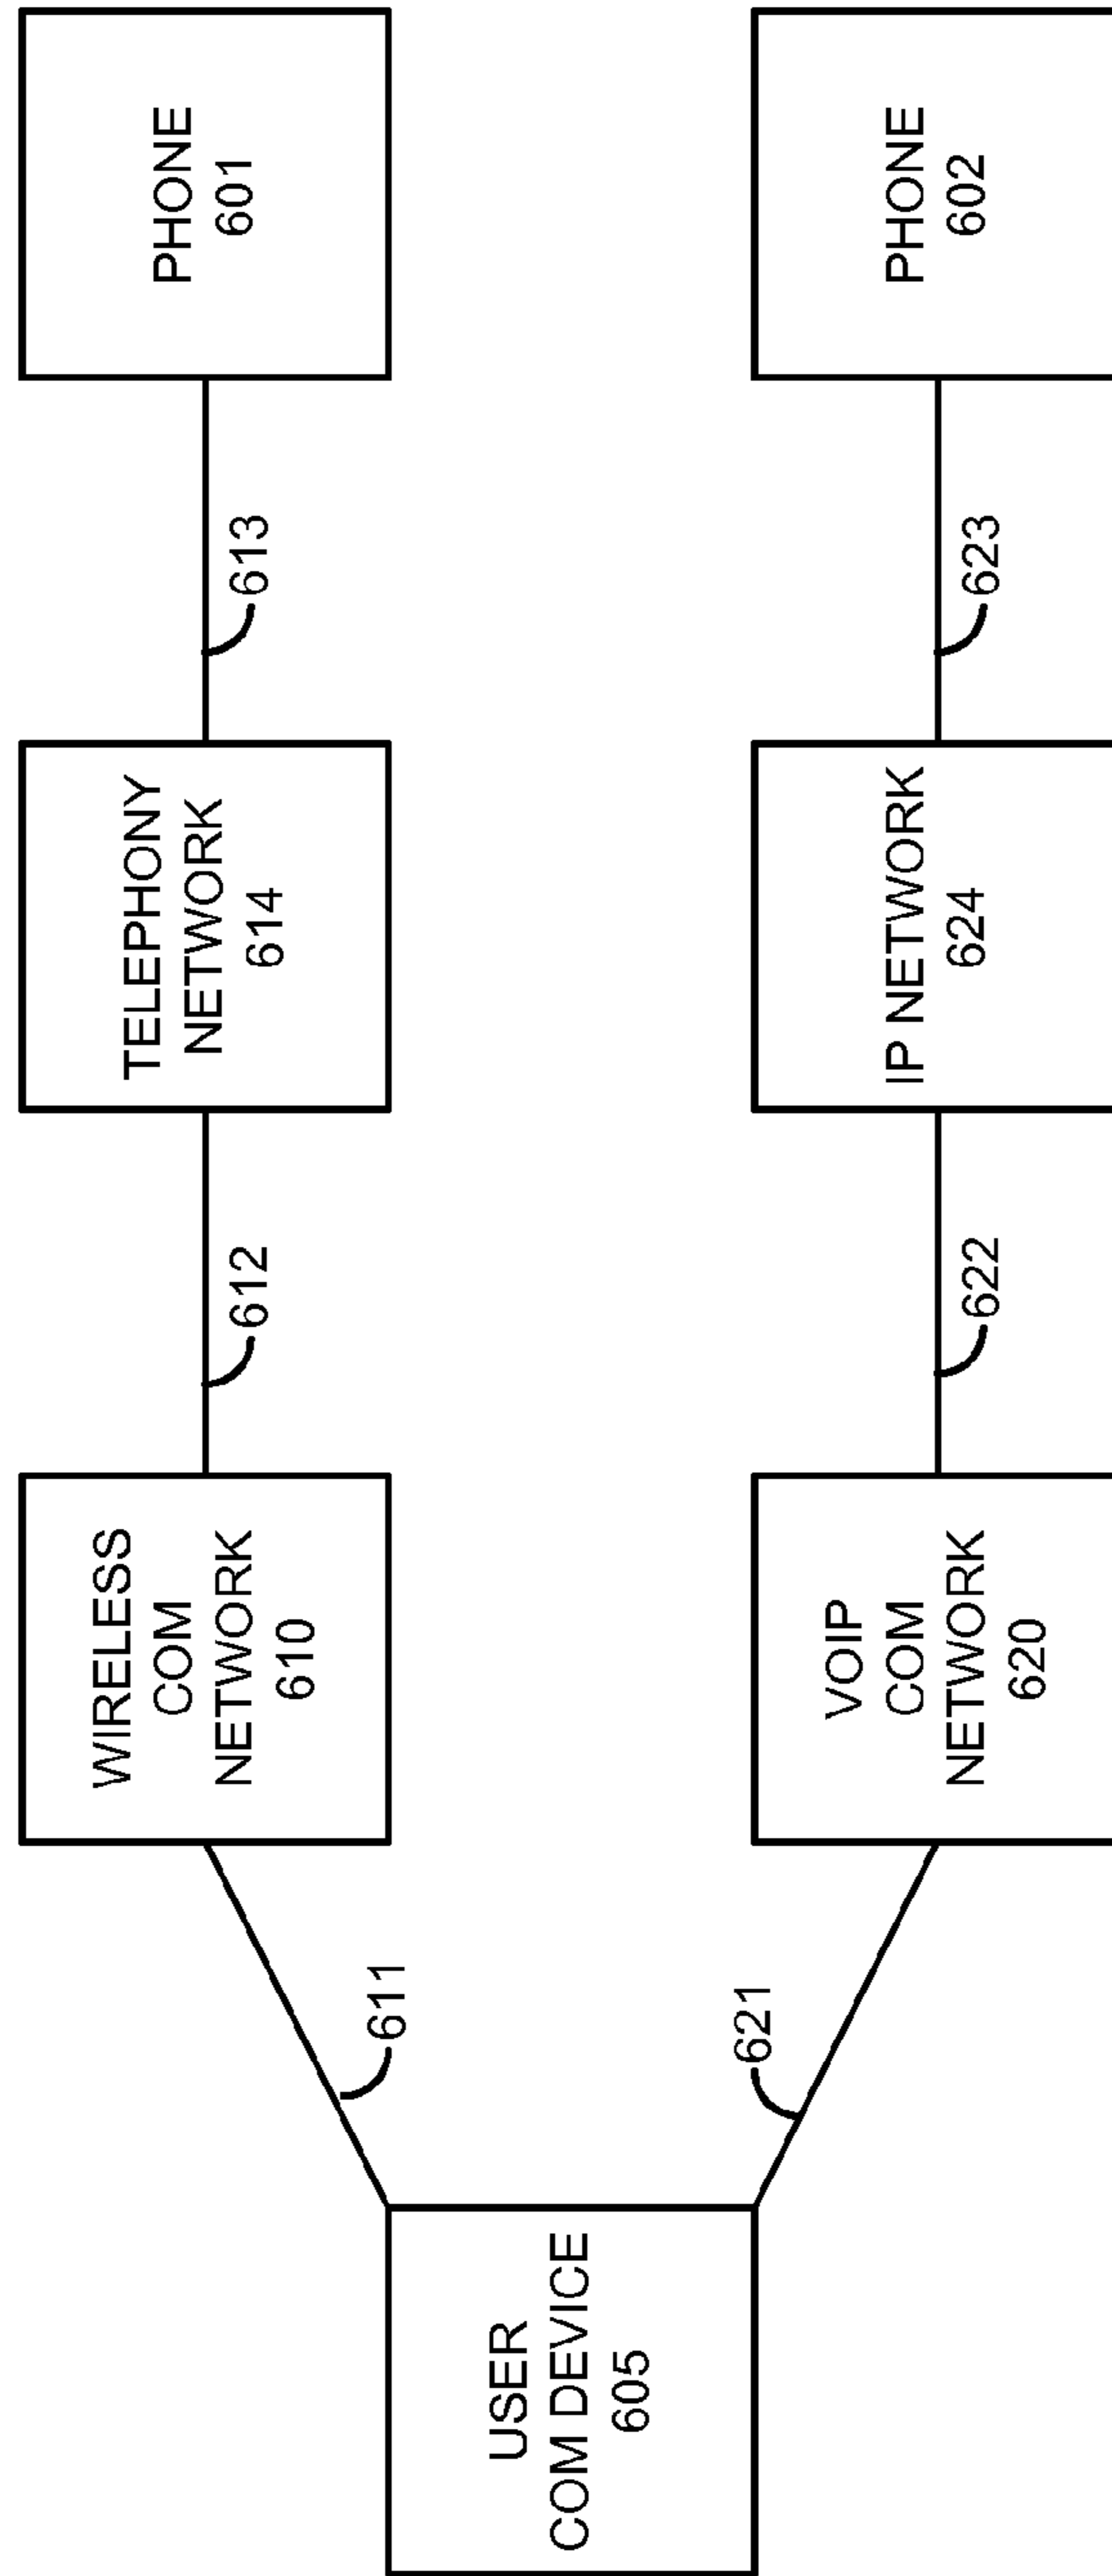 WIRELESS
COM
NETWORK
610
612
TELEPHONY
NETWORK
614
613
PHONE
601
611
USER
COM DEVICE
605
621
VOIP
COM
NETWORK
620
622
IP NETWORK
624
623
PHONE
602